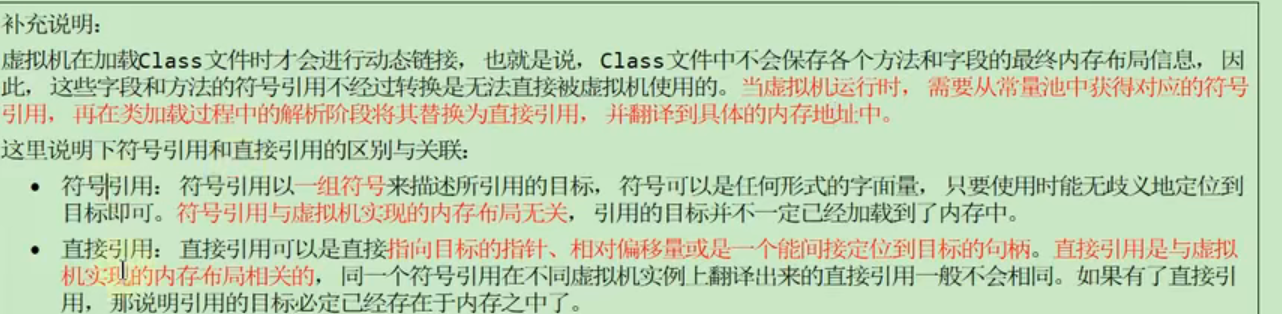 补充说明:
虚拟机在加载Class文件时才会进行动态链接，也就是说，Class文件中不会保存各个方法和字段的最终内存布局信息，因
此，这些字段和方法的符号引用不经过转换是无法直接被虚拟机使用的。当虚拟机运行时，需要从常量池中获得对应的符号
引用，再在类加载过程中的解析阶段将其替换为直接引用，并翻译到具体的内存地址中。
这里说明下符号引用和直接引用的区别与关联:
• 符号引用：符号引用以一组符号来描述所引用的目标，符号可以是任何形式的字面量，只要使用时能无歧义地定位到
目标即可。符号引用与虚拟机实现的内存布局无关，引用的目标并不一定已经加载到了内存中。
• 直接引用：直接引用可以是直接指向目标的指针、相对偏移量或是一个能间接定位到目标的句柄。直接引用是与虚拟
机实现的内存布局相关的，同一个符号引用在不同虚拟机实例上翻译出来的直接引用一般不会相同。如果有了直接引
用，那说明引用的目标必定已经存在于内存之中了。